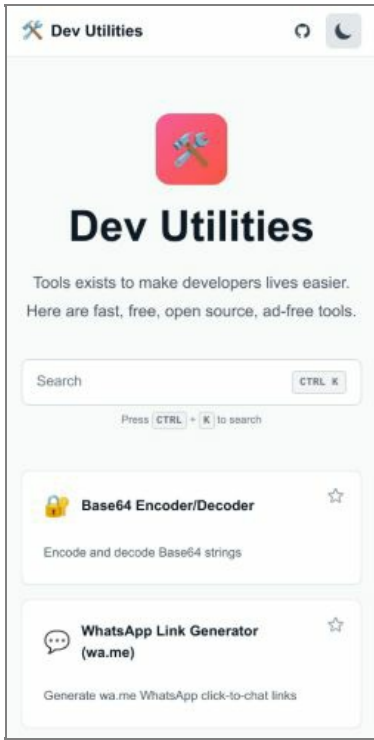 Dev Utilities
Dev Utilities
Tools exists to make developers lives easier.
Here are fast, free, open source, ad-free tools.
Search CTRL K
Press CTRL + K to search
Base64 Encoder/Decoder
Encode and decode Base64 strings
WhatsApp Link Generator
(wa.me)
Generate wa.me WhatsApp click-to-chat links